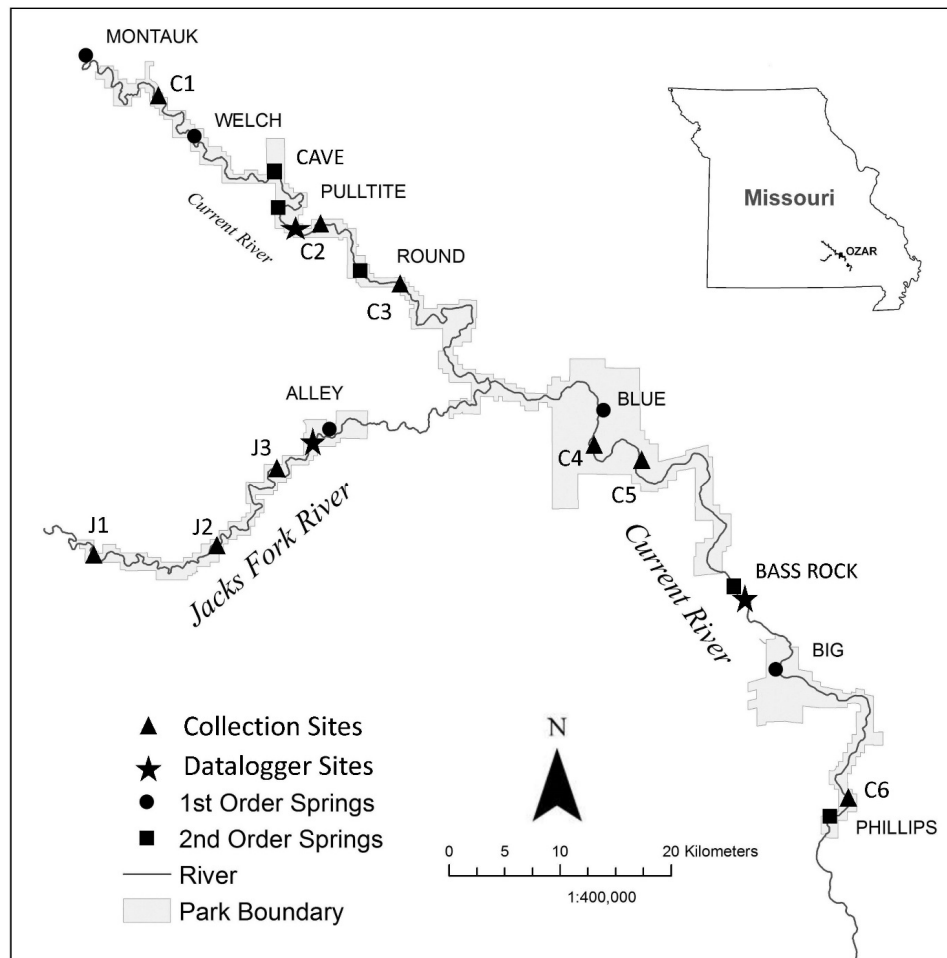 MONTAUK
C1
WELCH
CAVE
PULLTITE
Current River
C2
ROUND
C3
Missouri
OZAR
ALLEY
BLUE
J3
C4
C5
J1
J2
Jacks Fork River
Current River
BASS ROCK
BIG
C6
PHILLIPS
Collection Sites
Datalogger Sites
1st Order Springs
2nd Order Springs
River
Park Boundary
N
0 5 10 20 Kilometers
1:400,000